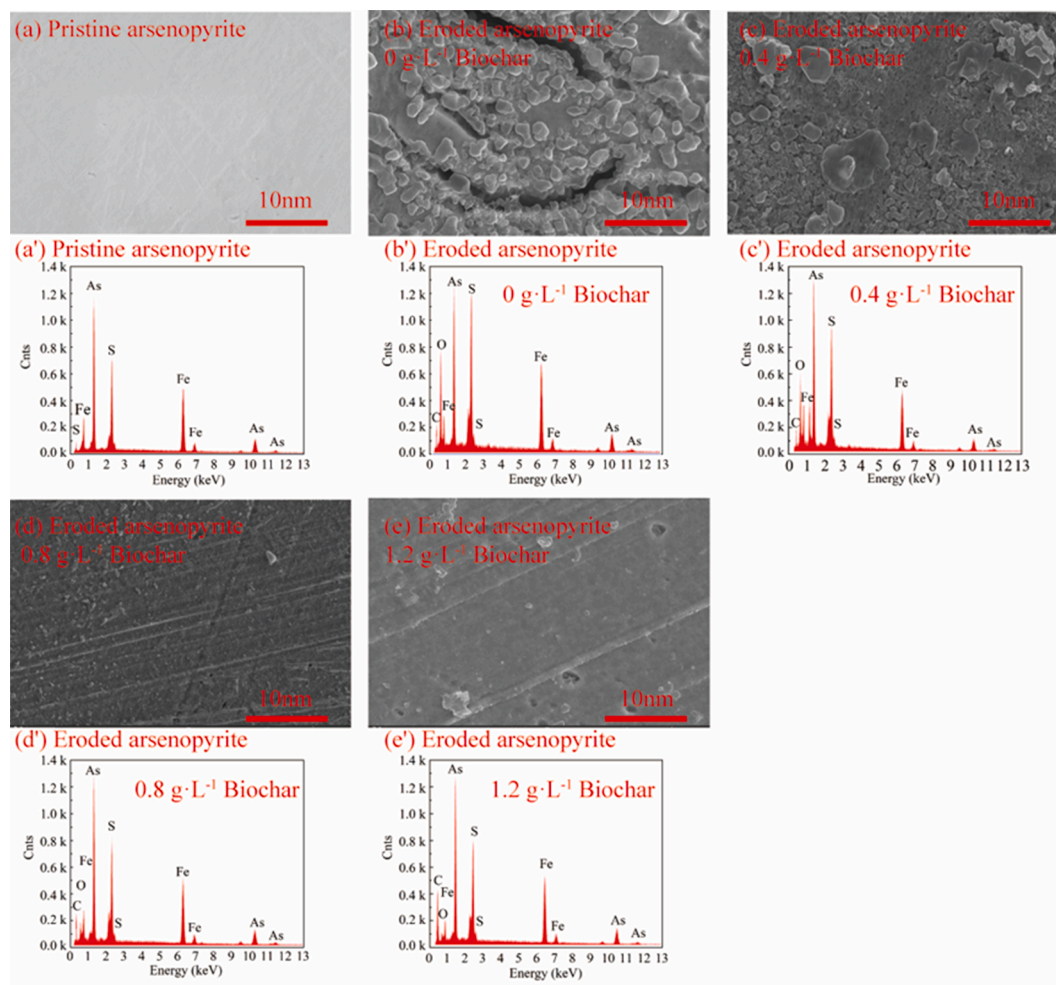 (a) Pristine arsenopyrite
10nm
(b) Eroded arsenopyrite
0 g·L-1 Biochar
10nm
(c) Eroded arsenopyrite
0.4 g·L-1 Biochar
10nm
(a') Pristine arsenopyrite
1.4 k
1.2 k
1.0 k
0.8 k
0.6 k
0.4 k
0.2 k
0.0 k
Cnts
As
S
Fe
Fe
S
Fe
As
As
0 1 2 3 4 5 6 7 8 9 10 11 12 13
Energy (keV)
(b') Eroded arsenopyrite
0 g·L-1 Biochar
1.4 k
1.2 k
1.0 k
0.8 k
0.6 k
0.4 k
0.2 k
0.0 k
Cnts
As
S
O
Fe
C
Fe
S
Fe
As
As
0 1 2 3 4 5 6 7 8 9 10 11 12 13
Energy (keV)
(c') Eroded arsenopyrite
0.4 g·L-1 Biochar
1.4 k
1.2 k
1.0 k
0.8 k
0.6 k
0.4 k
0.2 k
0.0 k
Cnts
As
S
O
Fe
Fe
C
S
Fe
As
As
0 1 2 3 4 5 6 7 8 9 10 11 12 13
Energy (keV)
(d) Eroded arsenopyrite
0.8 g·L-1 Biochar
10nm
(e) Eroded arsenopyrite
1.2 g·L-1 Biochar
10nm
(d') Eroded arsenopyrite
0.8 g·L-1 Biochar
1.4 k
1.2 k
1.0 k
0.8 k
0.6 k
0.4 k
0.2 k
0.0 k
Cnts
As
S
Fe
O
C
Fe
S
Fe
As
As
0 1 2 3 4 5 6 7 8 9 10 11 12 13
Energy (keV)
(e') Eroded arsenopyrite
1.2 g·L-1 Biochar
1.4 k
1.2 k
1.0 k
0.8 k
0.6 k
0.4 k
0.2 k
0.0 k
Cnts
As
S
Fe
C
Fe
O
S
Fe
As
As
0 1 2 3 4 5 6 7 8 9 10 11 12 13
Energy (keV)